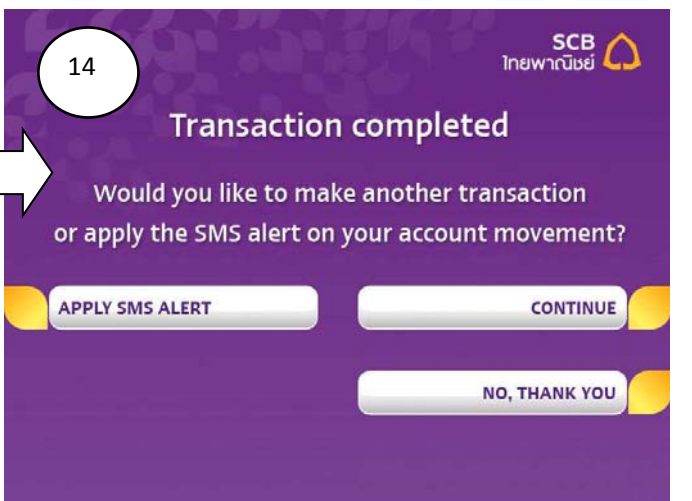 14
SCB
ไทยพาณิชย์
Transaction completed
Would you like to make another transaction
or apply the SMS alert on your account movement?
APPLY SMS ALERT
CONTINUE
NO, THANK YOU